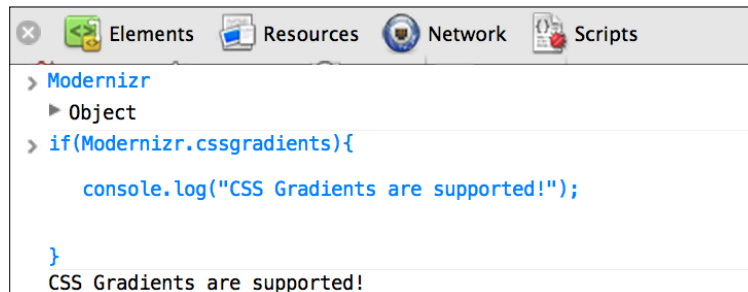 Elements Resources Network Scripts
> Modernizr
▶ Object
> if(Modernizr.cssgradients){
console.log("CSS Gradients are supported!");
}
CSS Gradients are supported!